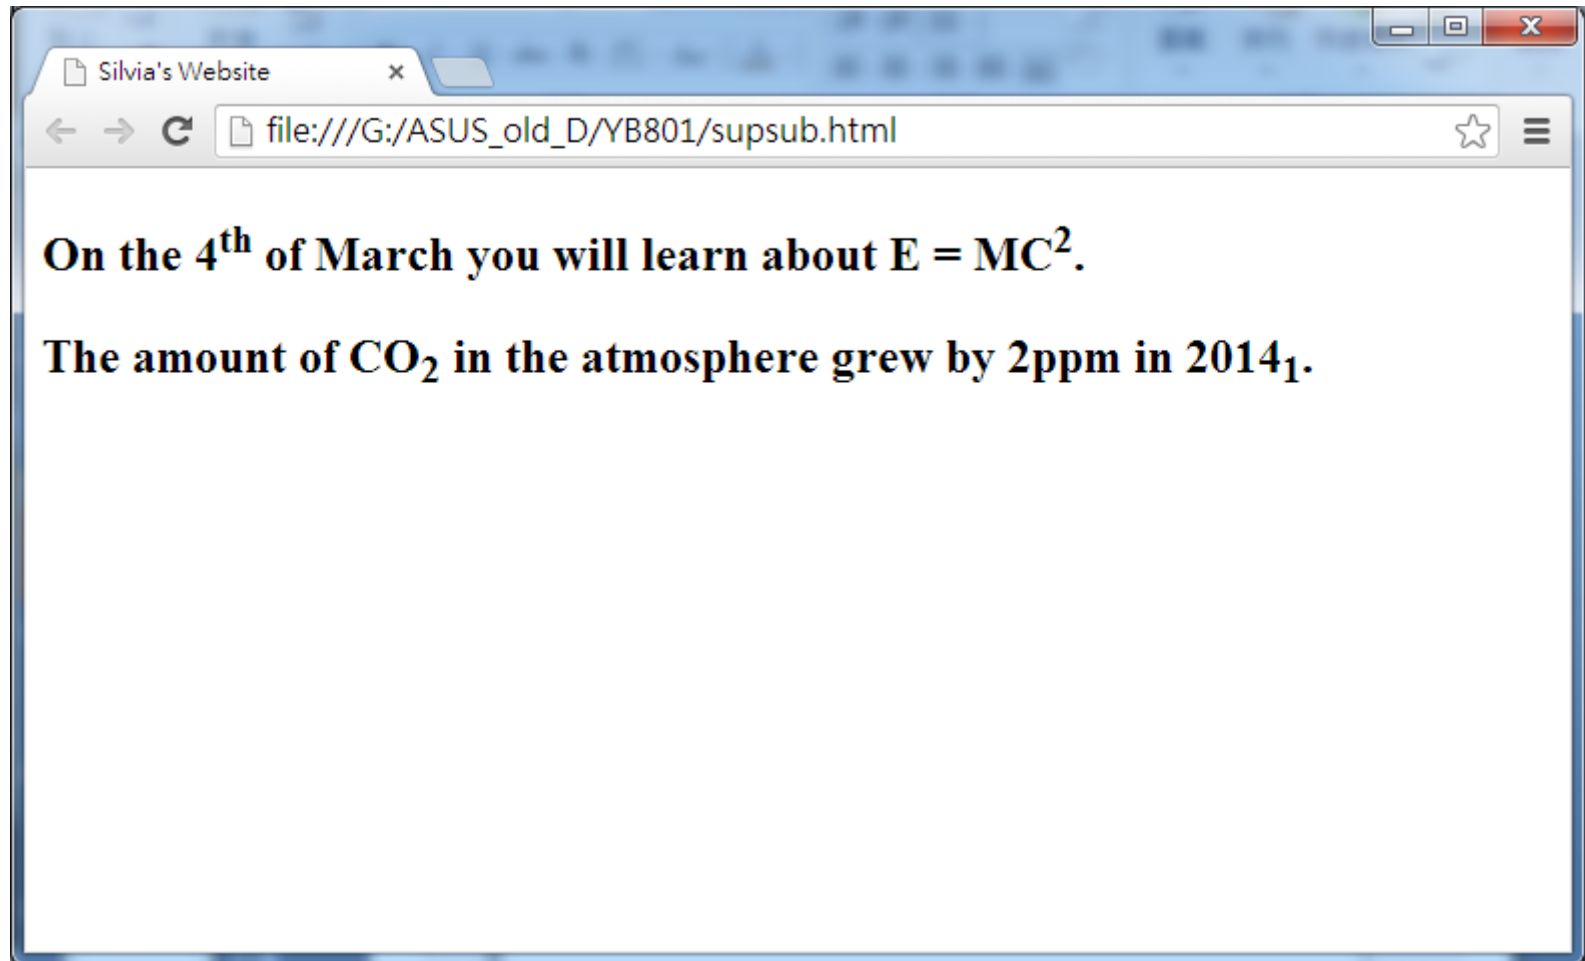 Silvia's Website
file:///G:/ASUS_old_D/YB801/supsub.html
On the 4th of March you will learn about E = MC².
The amount of CO₂ in the atmosphere grew by 2ppm in 2014₁.